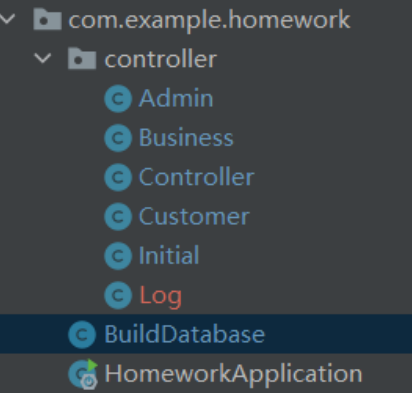 com.example.homework
controller
Admin
Business
Controller
Customer
Initial
Log
BuildDatabase
HomeworkApplication